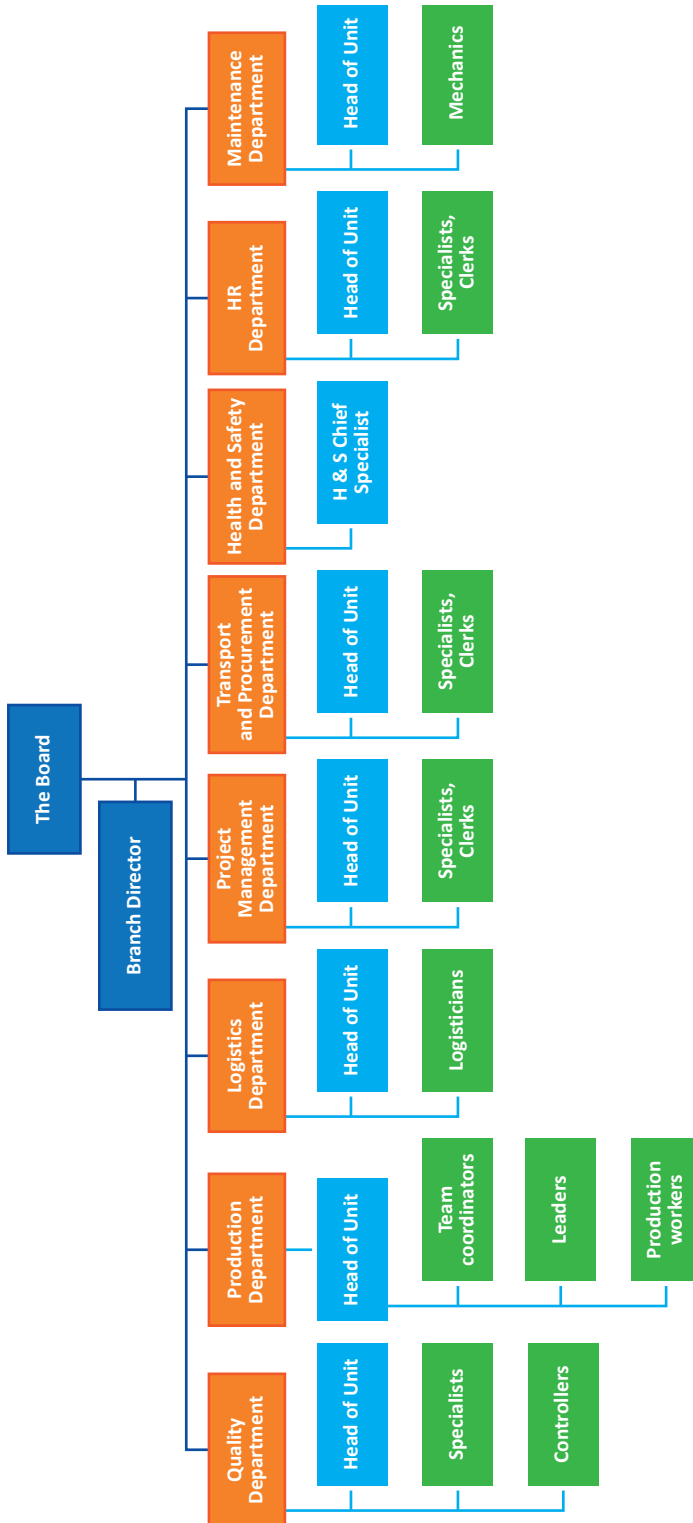 The Board
Branch Director
Quality
Department
Head of Unit
Specialists
Controllers
Production
Department
Head of Unit
Team
coordinators
Leaders
Production
workers
Logistics
Department
Head of Unit
Logisticians
Project
Management
Department
Head of Unit
Specialists,
Clerks
Transport
and Procurement
Department
Head of Unit
Specialists,
Clerks
Health and Safety
Department
H & S Chief
Specialist
HR
Department
Head of Unit
Specialists,
Clerks
Maintenance
Department
Head of Unit
Mechanics